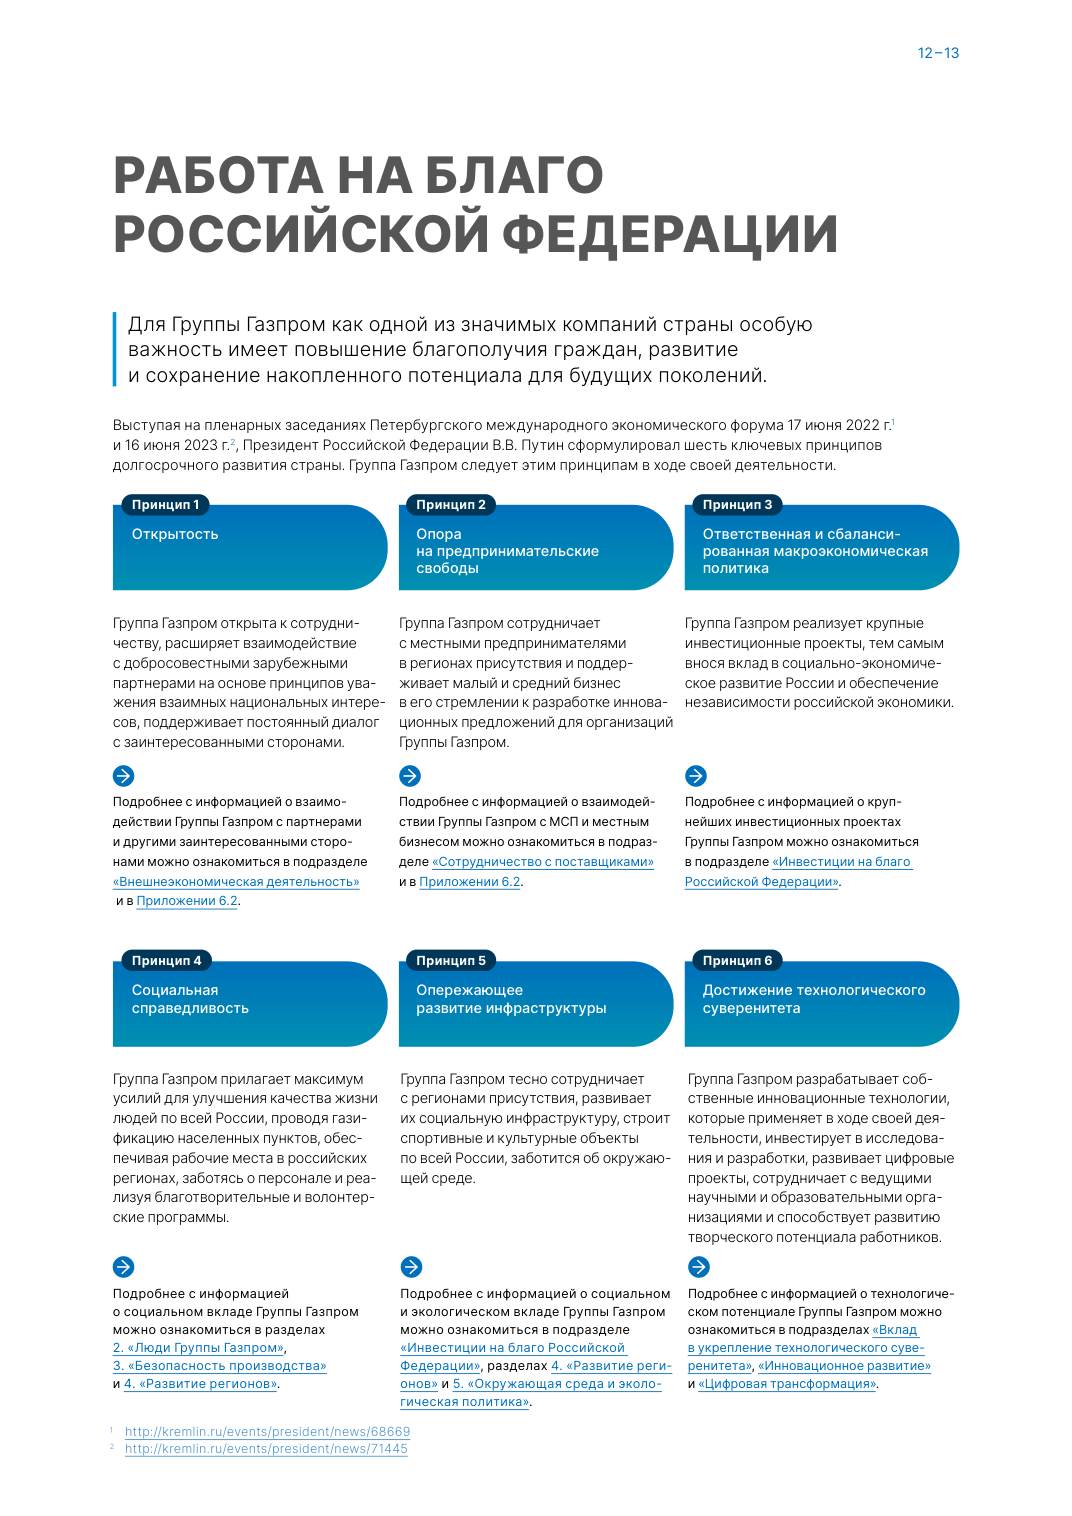 12–13
РАБОТА НА БЛАГО
РОССИЙСКОЙ ФЕДЕРАЦИИ
Для Группы Газпром как одной из значимых компаний страны особую
важность имеет повышение благополучия граждан, развитие
и сохранение накопленного потенциала для будущих поколений.
Выступая на пленарных заседаниях Петербургского международного экономического форума 17 июня 2022 г.¹
и 16 июня 2023 г.², Президент Российской Федерации В.В. Путин сформулировал шесть ключевых принципов
долгосрочного развития страны. Группа Газпром следует этим принципам в ходе своей деятельности.
Принцип 1
Открытость
Группа Газпром открыта к сотрудни-
честву, расширяет взаимодействие
с добросовестными зарубежными
партнерами на основе принципов ува-
жения взаимных национальных интере-
сов, поддерживает постоянный диалог
с заинтересованными сторонами.
Подробнее с информацией о взаимо-
действии Группы Газпром с партнерами
и другими заинтересованными сторо-
нами можно ознакомиться в подразделе
«Внешнеэкономическая деятельность»
и в Приложении 6.2.
Принцип 2
Опора
на предпринимательские
свободы
Группа Газпром сотрудничает
с местными предпринимателями
в регионах присутствия и поддер-
живает малый и средний бизнес
в его стремлении к разработке иннова-
ционных предложений для организаций
Группы Газпром.
Подробнее с информацией о взаимодей-
ствии Группы Газпром с МСП и местным
бизнесом можно ознакомиться в подраз-
деле «Сотрудничество с поставщиками»
и в Приложении 6.2.
Принцип 3
Ответственная и сбаланси-
рованная макроэкономическая
политика
Группа Газпром реализует крупные
инвестиционные проекты, тем самым
внося вклад в социально-экономиче-
ское развитие России и обеспечение
независимости российской экономики.
Подробнее с информацией о круп-
нейших инвестиционных проектах
Группы Газпром можно ознакомиться
в подразделе «Инвестиции на благо
Российской Федерации».
Принцип 4
Социальная
справедливость
Группа Газпром прилагает максимум
усилий для улучшения качества жизни
людей по всей России, проводя гази-
фикацию населенных пунктов, обес-
печивая рабочие места в российских
регионах, заботясь о персонале и реа-
лизуя благотворительные и волонтер-
ские программы.
Подробнее с информацией
о социальном вкладе Группы Газпром
можно ознакомиться в разделах
2. «Люди Группы Газпром»,
3. «Безопасность производства»
и 4. «Развитие регионов».
Принцип 5
Опережающее
развитие инфраструктуры
Группа Газпром тесно сотрудничает
с регионами присутствия, развивает
их социальную инфраструктуру, строит
спортивные и культурные объекты
по всей России, заботится об окружаю-
щей среде.
Подробнее с информацией о социальном
и экологическом вкладе Группы Газпром
можно ознакомиться в подразделе
«Инвестиции на благо Российской
Федерации», разделах 4. «Развитие реги-
онов» и 5. «Окружающая среда и эколо-
гическая политика».
Принцип 6
Достижение технологического
суверенитета
Группа Газпром разрабатывает соб-
ственные инновационные технологии,
которые применяет в ходе своей дея-
тельности, инвестирует в исследова-
ния и разработки, развивает цифровые
проекты, сотрудничает с ведущими
научными и образовательными орга-
низациями и способствует развитию
творческого потенциала работников.
Подробнее с информацией о технологиче-
ском потенциале Группы Газпром можно
ознакомиться в подразделах «Вклад
в укрепление технологического суве-
ренитета», «Инновационное развитие»
и «Цифровая трансформация».
¹ http://kremlin.ru/events/president/news/68669
² http://kremlin.ru/events/president/news/71445